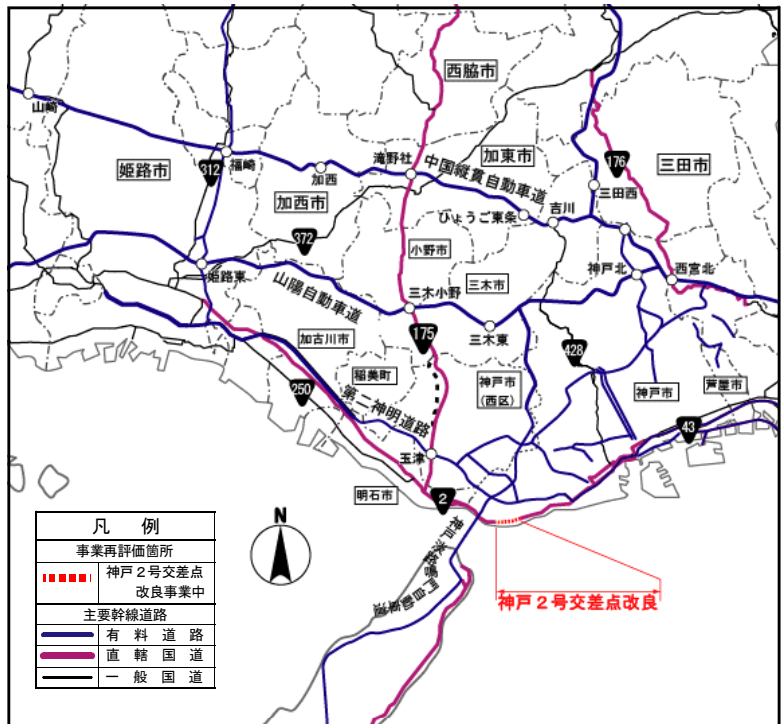 西脇市
山崎
312
福崎
姫路市
加西
加西市
滝野社
中国縦貫自動車道
加東市
176
三田市
三田西
吉川
ひょうご東条
372
小野市
姫路東
山陽自動車道
三木小野
三木市
神戸北
西宮北
三木東
175
加古川市
稲美町
250
第二神明道路
428
神戸市
(西区)
神戸市
芦屋市
43
玉津
明石市
2
神戸淡路鳴門自動車道
神戸2号交差点改良
N
凡 例
事業再評価箇所
神戸2号交差点
改良事業中
主要幹線道路
有 料 道 路
直 轄 国 道
一 般 国 道